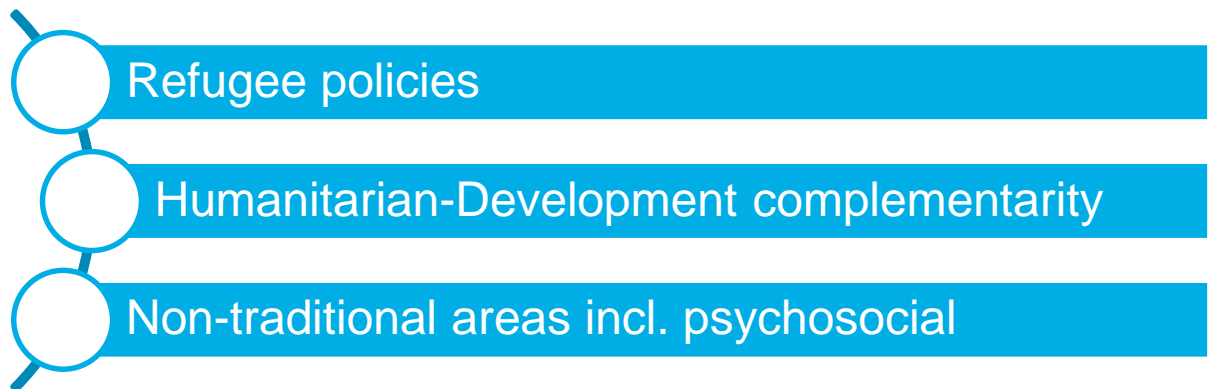 Refugee policies
Humanitarian-Development complementarity
Non-traditional areas incl. psychosocial